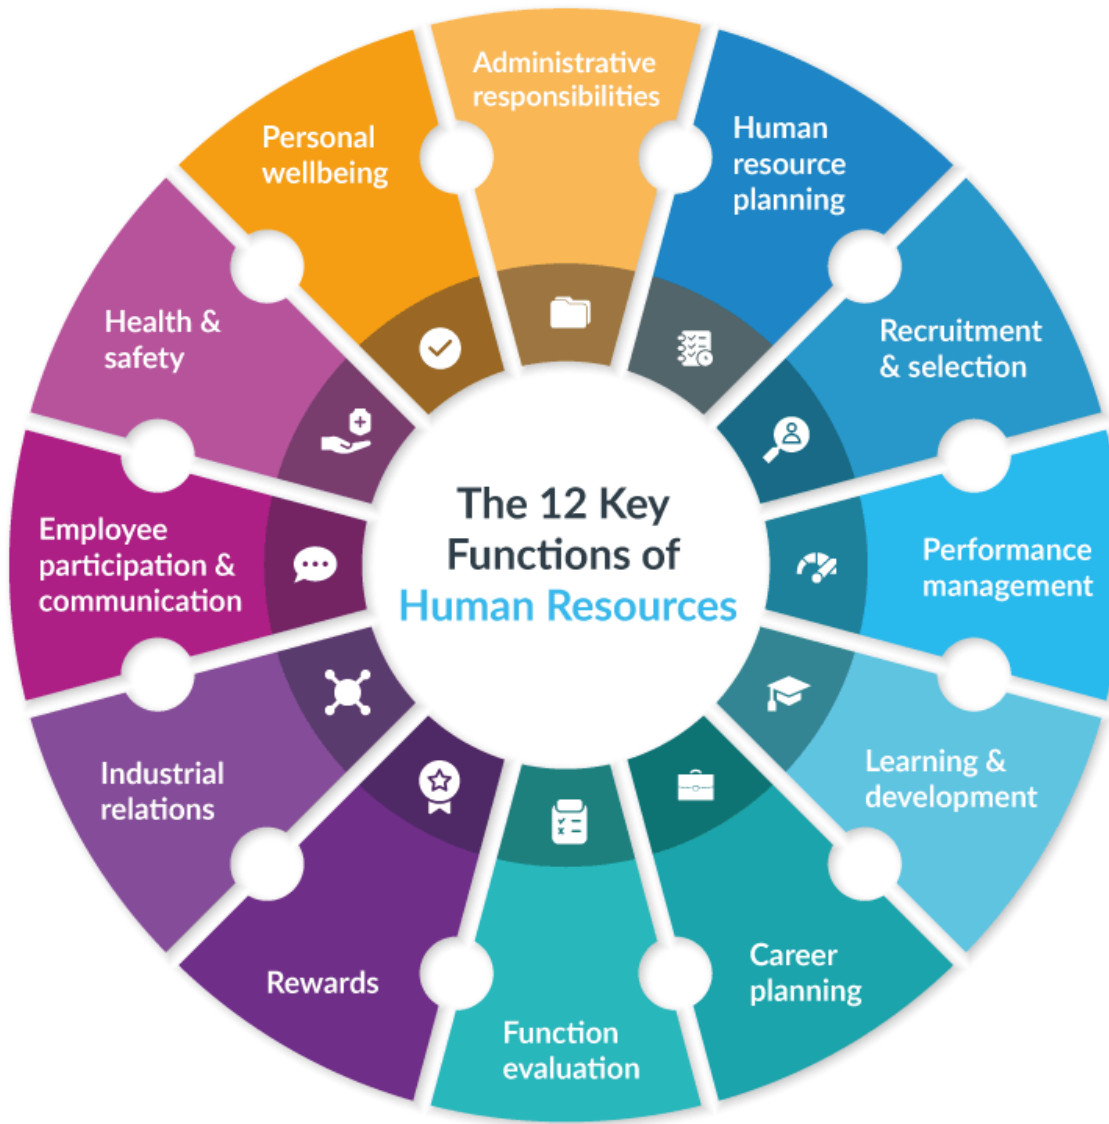 The 12 Key
Functions of
Human Resources
Administrative
responsibilities
Human
resource
planning
Recruitment
& selection
Performance
management
Learning &
development
Career
planning
Function
evaluation
Rewards
Industrial
relations
Employee
participation &
communication
Health &
safety
Personal
wellbeing